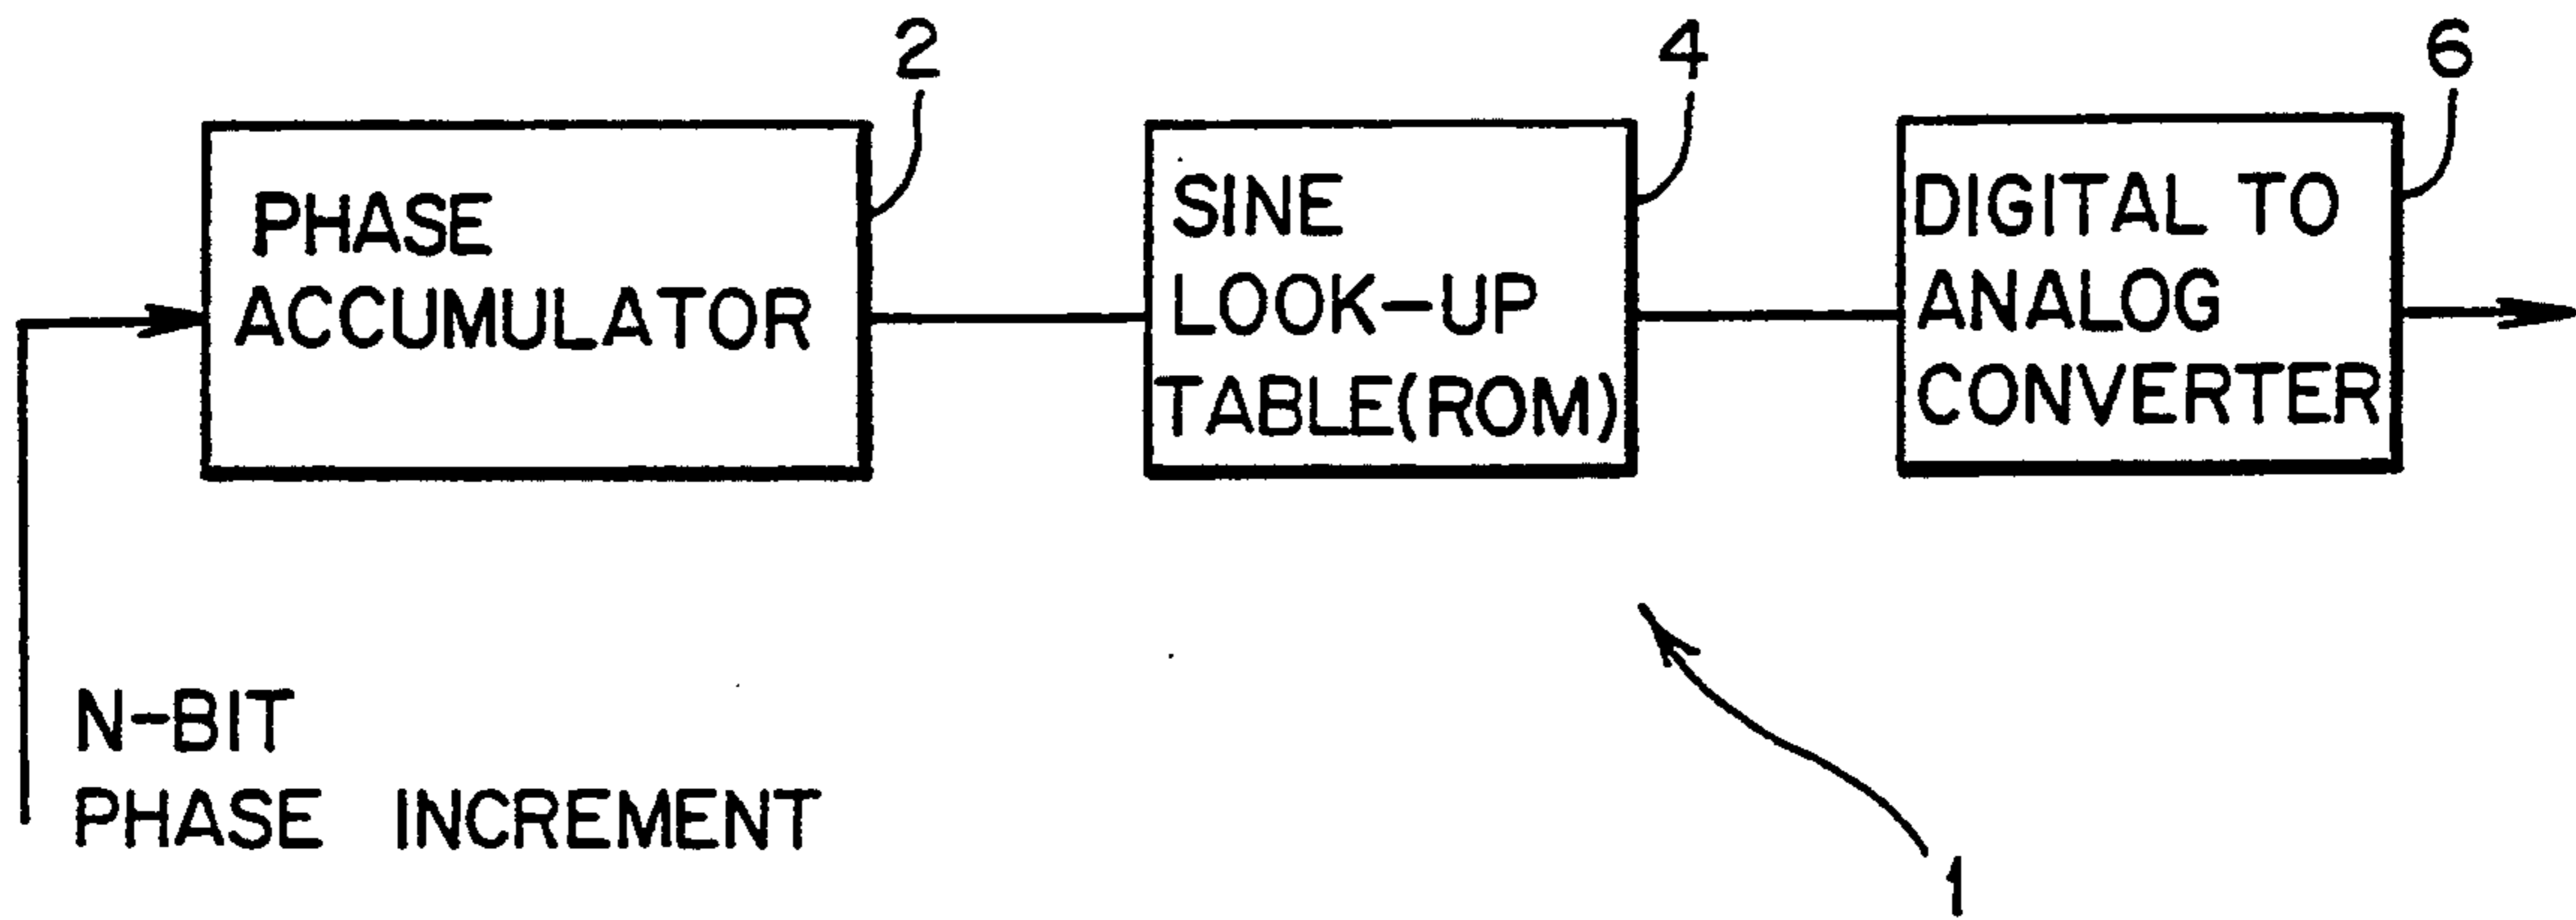 2
4
6
PHASE
ACCUMULATOR
SINE
LOOK-UP
TABLE(ROM)
DIGITAL TO
ANALOG
CONVERTER
N-BIT
PHASE INCREMENT
1